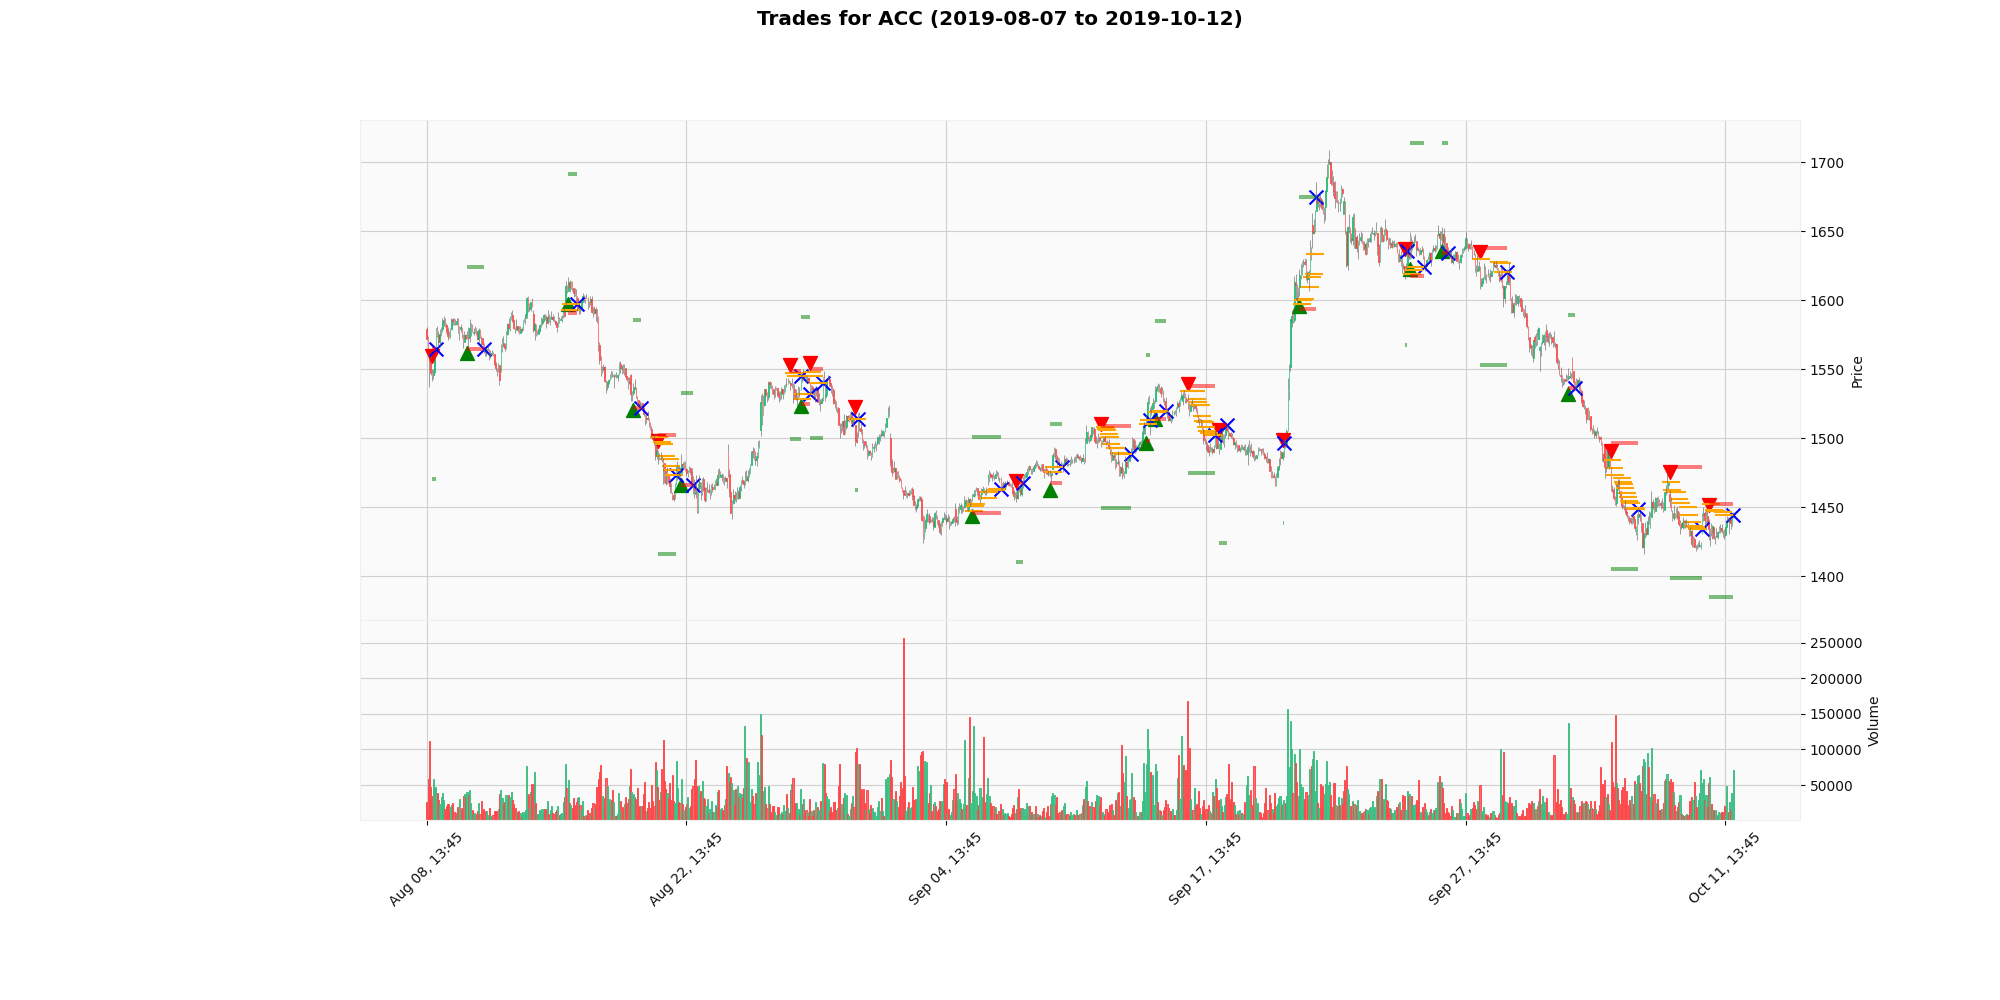 Trades for ACC (2019-08-07 to 2019-10-12)
1700
1650
1600
1550
1500
1450
1400
Price
250000
200000
150000
100000
50000
Volume
Aug 08, 13:45
Aug 22, 13:45
Sep 04, 13:45
Sep 17, 13:45
Sep 27, 13:45
Oct 11, 13:45